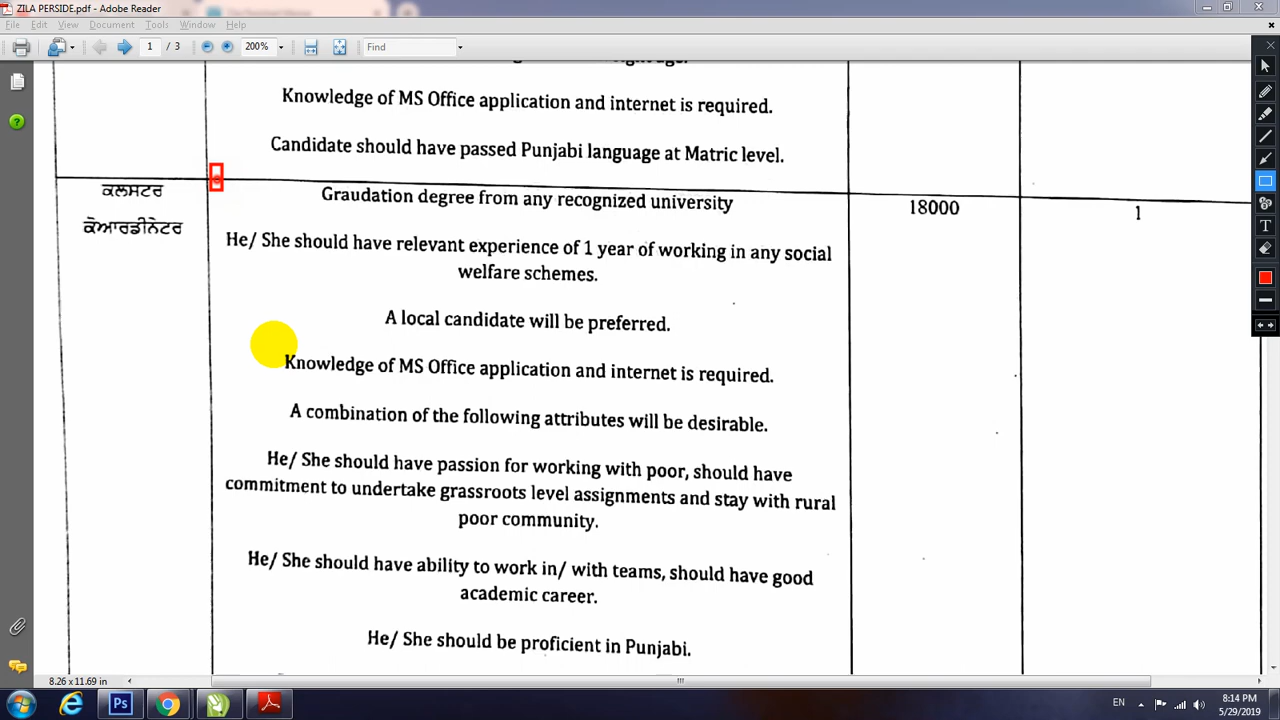 ZILA PERSIDE.pdf - Adobe Reader
File Edit View Document Tools Window Help
1 / 3 200% Find
Knowledge of MS Office application and internet is required.
Candidate should have passed Punjabi language at Matric level.
ਕਲਸਟਰ
ਕੋਆਰਡੀਨੇਟਰ
Graudation degree from any recognized university
18000
1
He/ She should have relevant experience of 1 year of working in any social
welfare schemes.
A local candidate will be preferred.
Knowledge of MS Office application and internet is required.
A combination of the following attributes will be desirable.
He/ She should have passion for working with poor, should have
commitment to undertake grassroots level assignments and stay with rural
poor community.
He/ She should have ability to work in/ with teams, should have good
academic career.
He/ She should be proficient in Punjabi.
8.26 x 11.69 in
EN
8:14 PM
5/29/2019